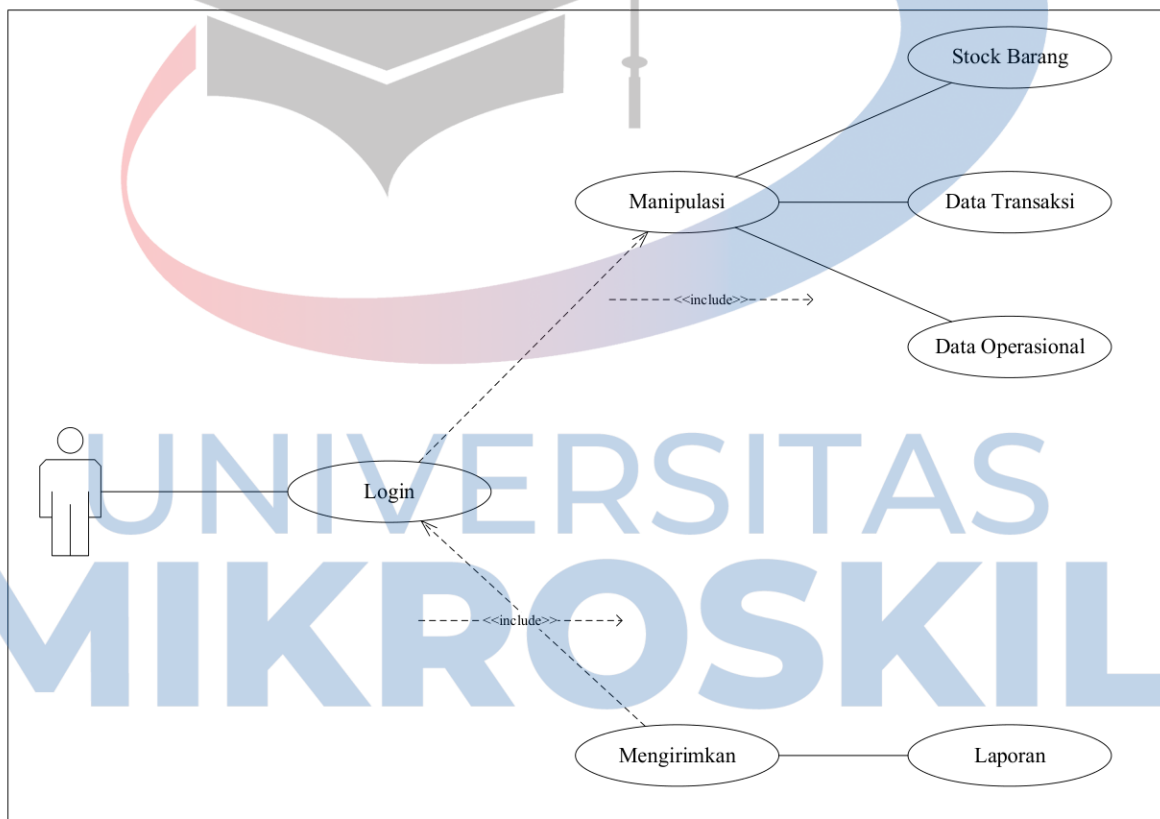 Stock Barang
Manipulasi
Data Transaksi
<<include>>
Data Operasional
UNIVERSITAS
Login
MIKROSKIL
<<include>>
Mengirimkan
Laporan